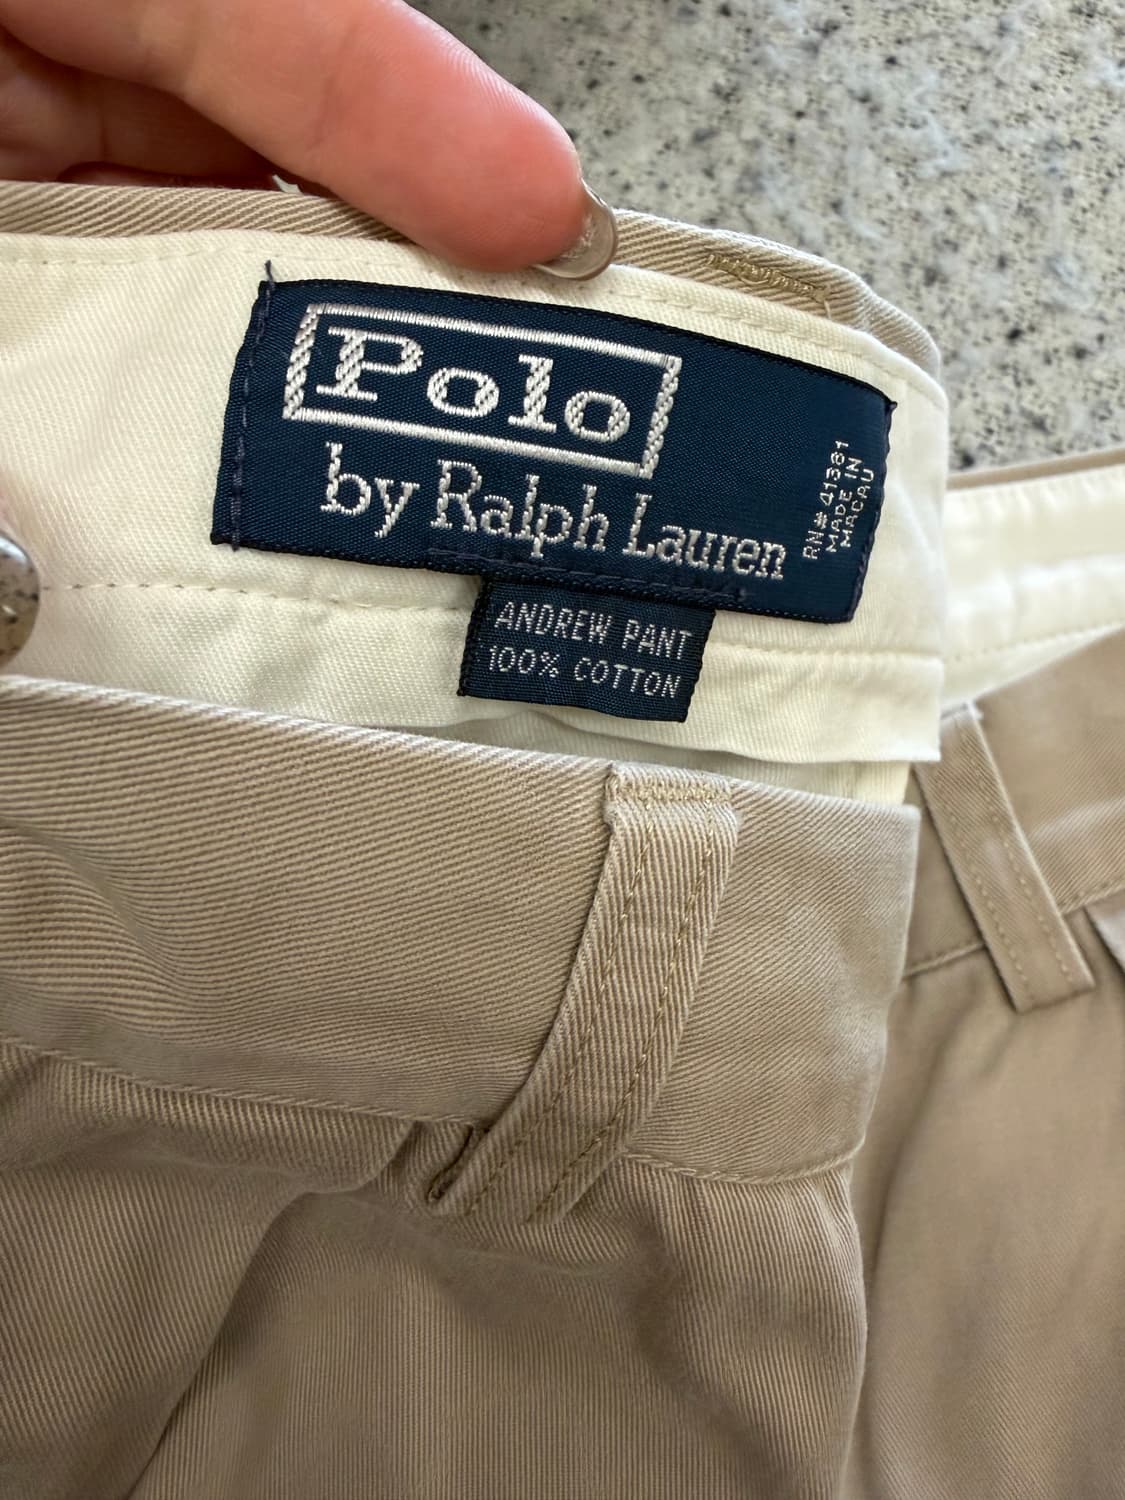 Polo
by Ralph Lauren
RN# 41381
MADE IN
MACAU
ANDREW PANT
100% COTTON